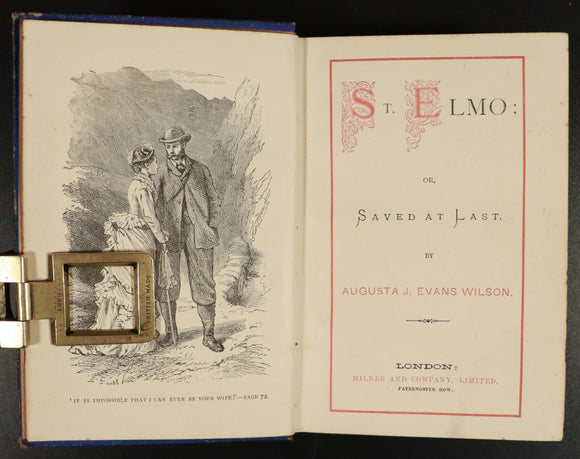 'IT IS IMPOSSIBLE THAT I CAN EVER BE YOUR WIFE!'—PAGE 72.
ST. ELMO;
OR,
SAVED AT LAST.
BY
AUGUSTA J. EVANS WILSON.
LONDON:
MILNER AND COMPANY, LIMITED,
PATERNOSTER ROW.
BRITISH MADE